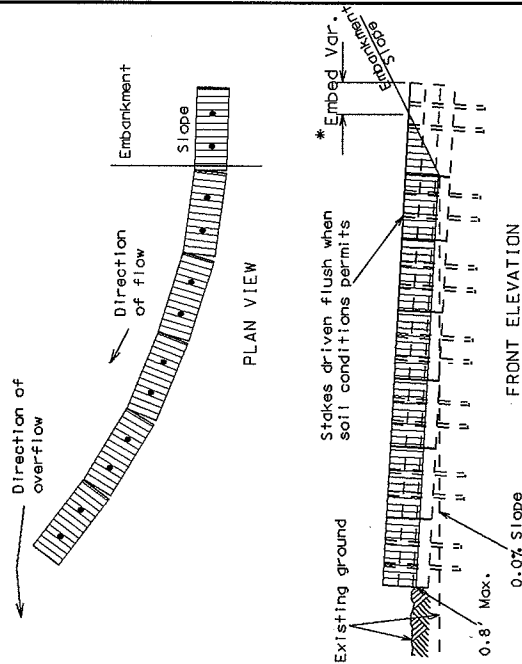 Direction of
overflow
Direction
of flow
Embankment
Slope
PLAN VIEW
Existing ground
Stakes driven flush when
soil conditions permits
* Embed Var.
Embankment
Slope
0.8' Max.
0.0% Slope
FRONT ELEVATION